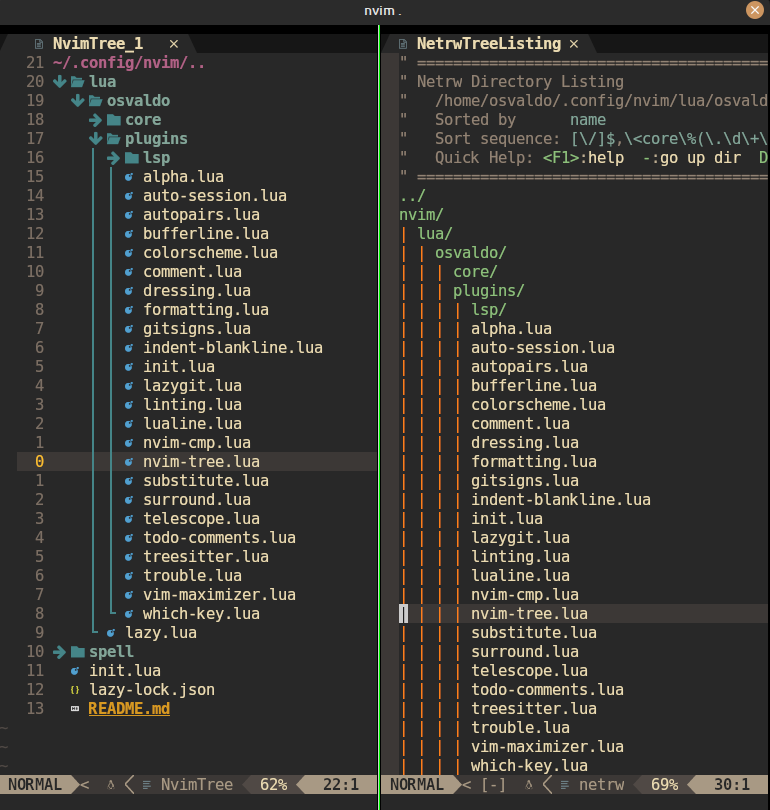 nvim .
NvimTree_1 ×
21 ~/.config/nvim/..
20 lua
19 osvaldo
18 core
17 plugins
16 lsp
15 alpha.lua
14 auto-session.lua
13 autopairs.lua
12 bufferline.lua
11 colorscheme.lua
10 comment.lua
9 dressing.lua
8 formatting.lua
7 gitsigns.lua
6 indent-blankline.lua
5 init.lua
4 lazygit.lua
3 linting.lua
2 lualine.lua
1 nvim-cmp.lua
0 nvim-tree.lua
1 substitute.lua
2 surround.lua
3 telescope.lua
4 todo-comments.lua
5 treesitter.lua
6 trouble.lua
7 vim-maximizer.lua
8 which-key.lua
9 lazy.lua
10 spell
11 init.lua
12 {} lazy-lock.json
13 README.md
~
~
~
NORMAL < NvimTree 62% 22:1
NetrwTreeListing ×
" =======================================
" Netrw Directory Listing
"   /home/osvaldo/.config/nvim/lua/osvald
"   Sorted by      name
"   Sort sequence: [\/]$,\<core\%(\.\d\+\
"   Quick Help: <F1>:help  -:go up dir  D
" =======================================
../
nvim/
| lua/
| | osvaldo/
| | | core/
| | | plugins/
| | | | lsp/
| | | | alpha.lua
| | | | auto-session.lua
| | | | autopairs.lua
| | | | bufferline.lua
| | | | colorscheme.lua
| | | | comment.lua
| | | | dressing.lua
| | | | formatting.lua
| | | | gitsigns.lua
| | | | indent-blankline.lua
| | | | init.lua
| | | | lazygit.lua
| | | | linting.lua
| | | | lualine.lua
| | | | nvim-cmp.lua
| | | | nvim-tree.lua
| | | | substitute.lua
| | | | surround.lua
| | | | telescope.lua
| | | | todo-comments.lua
| | | | treesitter.lua
| | | | trouble.lua
| | | | vim-maximizer.lua
| | | | which-key.lua
NORMAL < [-] netrw 69% 30:1